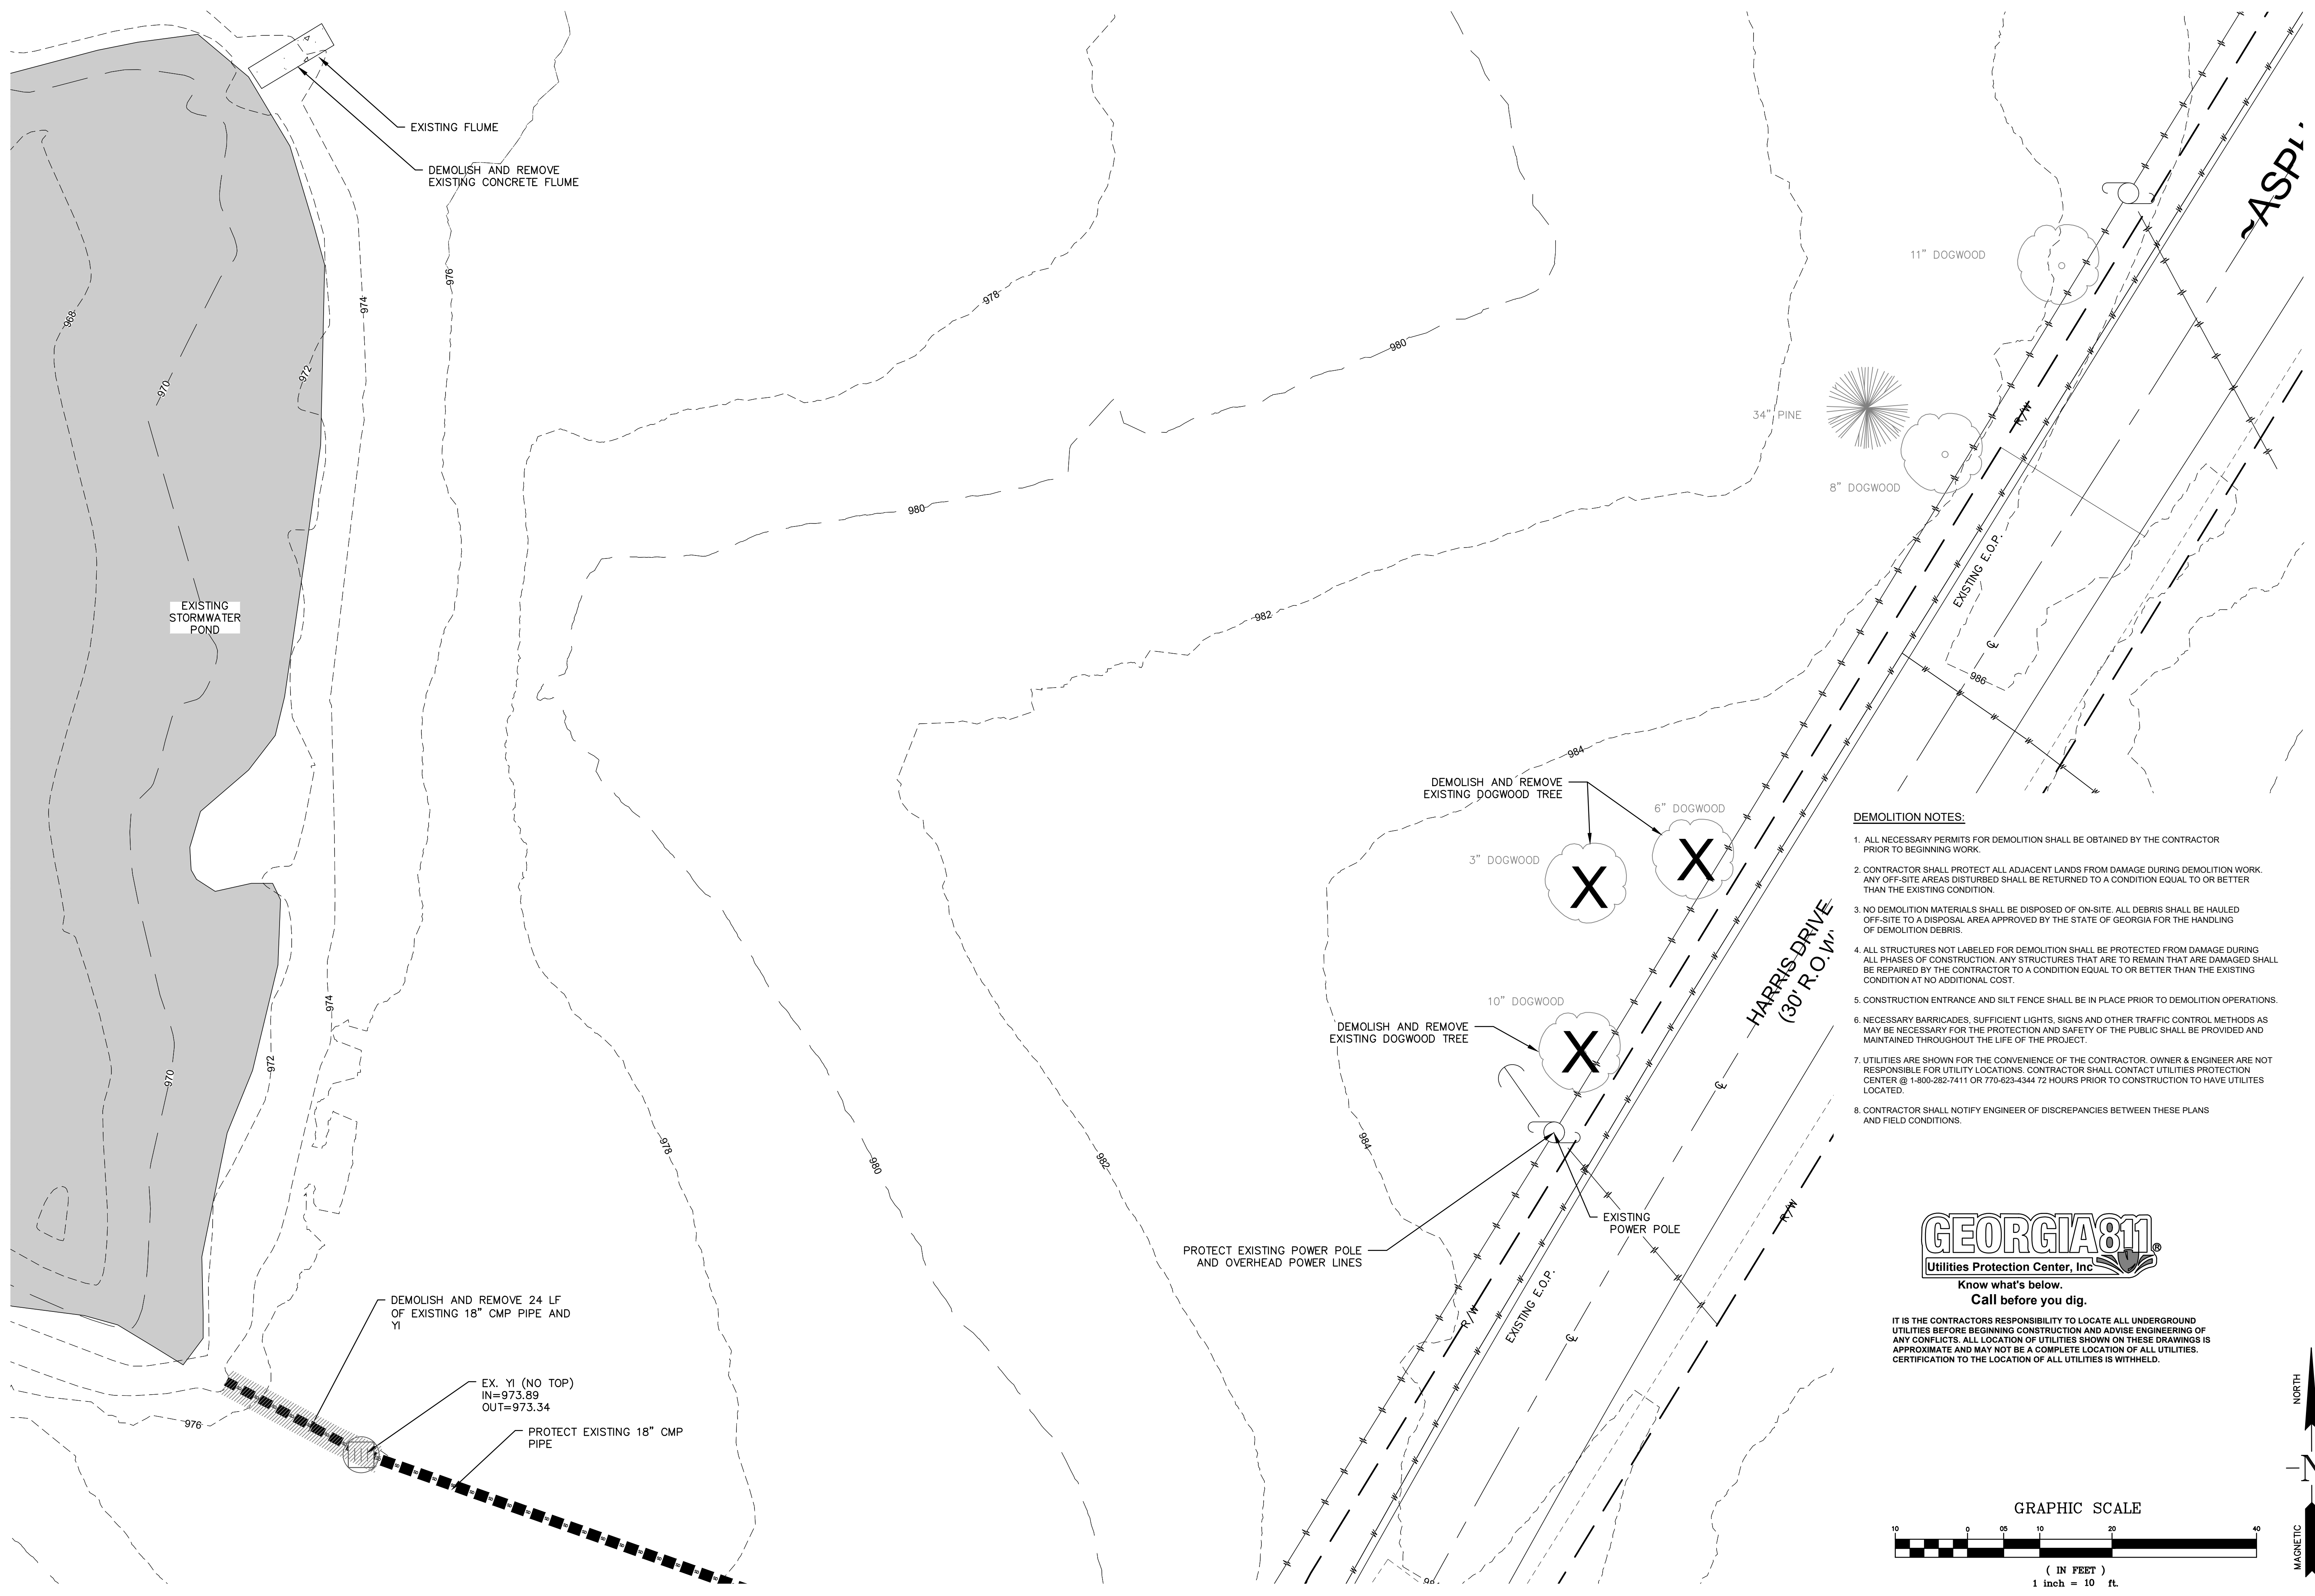 EXISTING FLUME
DEMOLISH AND REMOVE
EXISTING CONCRETE FLUME
976
974
978
968
972
970
980
980
982
EXISTING
STORMWATER
POND
11" DOGWOOD
34" PINE
8" DOGWOOD
R/W
EXISTING E.O.P.
℄
986
984
DEMOLISH AND REMOVE
EXISTING DOGWOOD TREE
6" DOGWOOD
3" DOGWOOD
X
X
HARRIS DRIVE
(30' R.O.W
10" DOGWOOD
DEMOLISH AND REMOVE
EXISTING DOGWOOD TREE
X
℄
974
972
970
978
980
982
984
R/W
EXISTING
POWER POLE
PROTECT EXISTING POWER POLE
AND OVERHEAD POWER LINES
R/W
EXISTING E.O.P.
℄
DEMOLISH AND REMOVE 24 LF
OF EXISTING 18" CMP PIPE AND
YI
EX. YI (NO TOP)
IN=973.89
OUT=973.34
976
PROTECT EXISTING 18" CMP
PIPE
DEMOLITION NOTES:
1. ALL NECESSARY PERMITS FOR DEMOLITION SHALL BE OBTAINED BY THE CONTRACTOR
PRIOR TO BEGINNING WORK.
2. CONTRACTOR SHALL PROTECT ALL ADJACENT LANDS FROM DAMAGE DURING DEMOLITION WORK.
ANY OFF-SITE AREAS DISTURBED SHALL BE RETURNED TO A CONDITION EQUAL TO OR BETTER
THAN THE EXISTING CONDITION.
3. NO DEMOLITION MATERIALS SHALL BE DISPOSED OF ON-SITE. ALL DEBRIS SHALL BE HAULED
OFF-SITE TO A DISPOSAL AREA APPROVED BY THE STATE OF GEORGIA FOR THE HANDLING
OF DEMOLITION DEBRIS.
4. ALL STRUCTURES NOT LABELED FOR DEMOLITION SHALL BE PROTECTED FROM DAMAGE DURING
ALL PHASES OF CONSTRUCTION. ANY STRUCTURES THAT ARE TO REMAIN THAT ARE DAMAGED SHALL
BE REPAIRED BY THE CONTRACTOR TO A CONDITION EQUAL TO OR BETTER THAN THE EXISTING
CONDITION AT NO ADDITIONAL COST.
5. CONSTRUCTION ENTRANCE AND SILT FENCE SHALL BE IN PLACE PRIOR TO DEMOLITION OPERATIONS.
6. NECESSARY BARRICADES, SUFFICIENT LIGHTS, SIGNS AND OTHER TRAFFIC CONTROL METHODS AS
MAY BE NECESSARY FOR THE PROTECTION AND SAFETY OF THE PUBLIC SHALL BE PROVIDED AND
MAINTAINED THROUGHOUT THE LIFE OF THE PROJECT.
7. UTILITIES ARE SHOWN FOR THE CONVENIENCE OF THE CONTRACTOR. OWNER & ENGINEER ARE NOT
RESPONSIBLE FOR UTILITY LOCATIONS. CONTRACTOR SHALL CONTACT UTILITIES PROTECTION
CENTER @ 1-800-282-7411 OR 770-623-4344 72 HOURS PRIOR TO CONSTRUCTION TO HAVE UTILITES
LOCATED.
8. CONTRACTOR SHALL NOTIFY ENGINEER OF DISCREPANCIES BETWEEN THESE PLANS
AND FIELD CONDITIONS.
GEORGIA811®
Utilities Protection Center, Inc
Know what's below.
Call before you dig.
IT IS THE CONTRACTORS RESPONSIBILITY TO LOCATE ALL UNDERGROUND
UTILITIES BEFORE BEGINNING CONSTRUCTION AND ADVISE ENGINEERING OF
ANY CONFLICTS. ALL LOCATION OF UTILITIES SHOWN ON THESE DRAWINGS IS
APPROXIMATE AND MAY NOT BE A COMPLETE LOCATION OF ALL UTILITIES.
CERTIFICATION TO THE LOCATION OF ALL UTILITIES IS WITHHELD.
NORTH
N
MAGNETIC
GRAPHIC SCALE
10 0 05 10 20 40
( IN FEET )
1 inch = 10 ft.